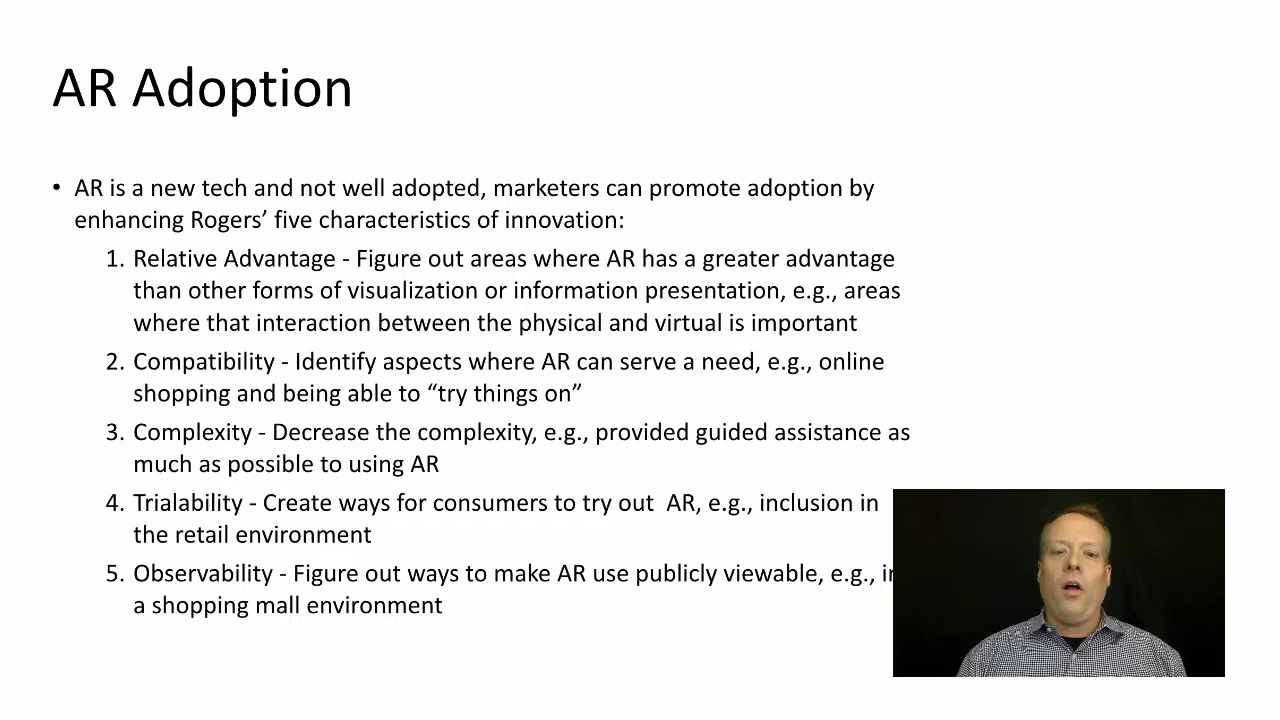 AR Adoption
• AR is a new tech and not well adopted, marketers can promote adoption by
enhancing Rogers’ five characteristics of innovation:
1. Relative Advantage - Figure out areas where AR has a greater advantage
than other forms of visualization or information presentation, e.g., areas
where that interaction between the physical and virtual is important
2. Compatibility - Identify aspects where AR can serve a need, e.g., online
shopping and being able to “try things on”
3. Complexity - Decrease the complexity, e.g., provided guided assistance as
much as possible to using AR
4. Trialability - Create ways for consumers to try out  AR, e.g., inclusion in
the retail environment
5. Observability - Figure out ways to make AR use publicly viewable, e.g.,
a shopping mall environment